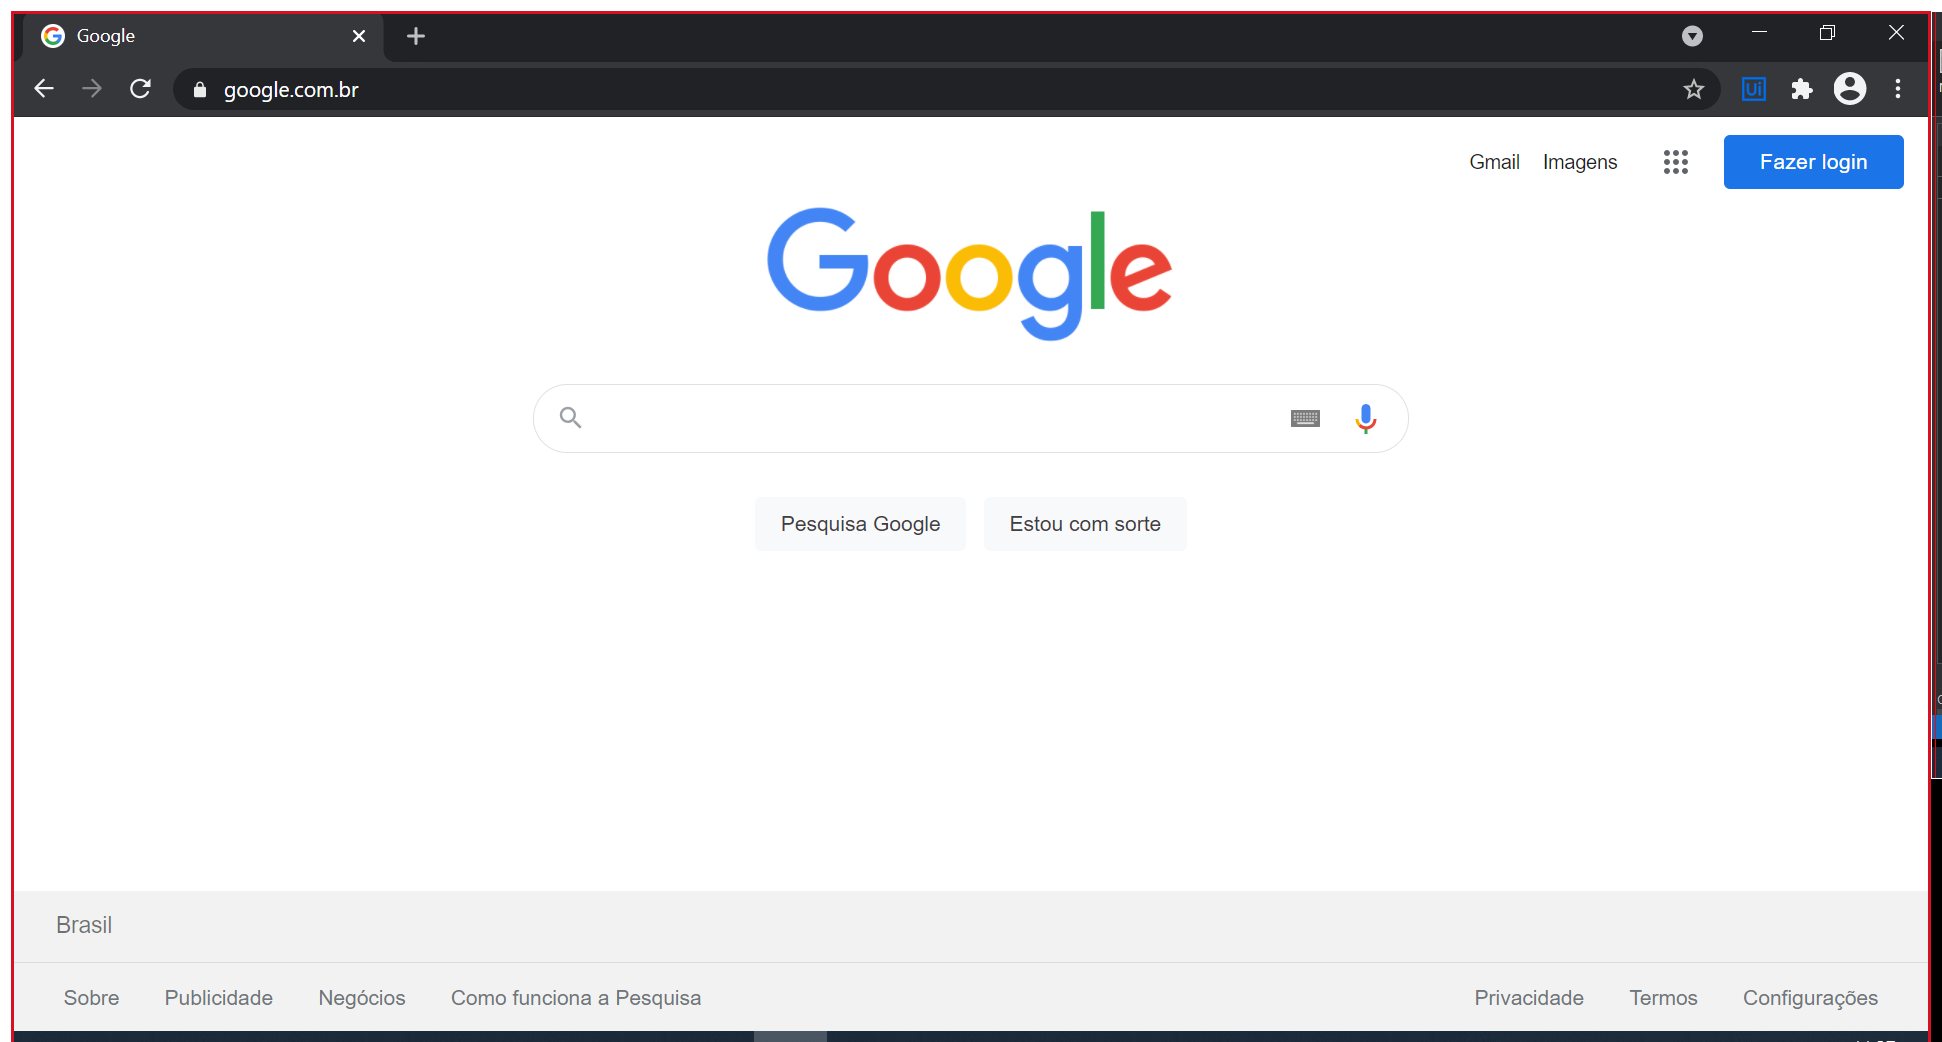 Google
google.com.br
Ui
Gmail Imagens Fazer login
Google
Pesquisa Google Estou com sorte
Brasil
Sobre Publicidade Negócios Como funciona a Pesquisa Privacidade Termos Configurações